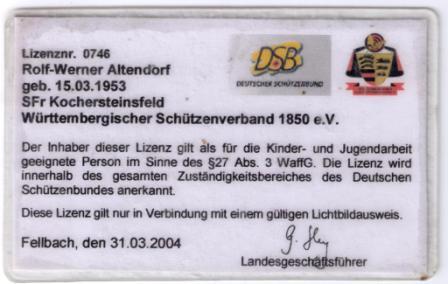 Lizenznr. 0746
Rolf-Werner Altendorf
geb. 15.03.1953
SFr Kochersteinsfeld
Württembergischer Schützenverband 1850 e.V.
DSB
DEUTSCHER SCHÜTZENBUND
Der Inhaber dieser Lizenz gilt als für die Kinder- und Jugendarbeit
geeignete Person im Sinne des §27 Abs. 3 WaffG. Die Lizenz wird
innerhalb des gesamten Zuständigkeitsbereiches des Deutschen
Schützenbundes anerkannt.
Diese Lizenz gilt nur in Verbindung mit einem gültigen Lichtbildausweis.
Fellbach, den 31.03.2004
Landesgeschäftsführer